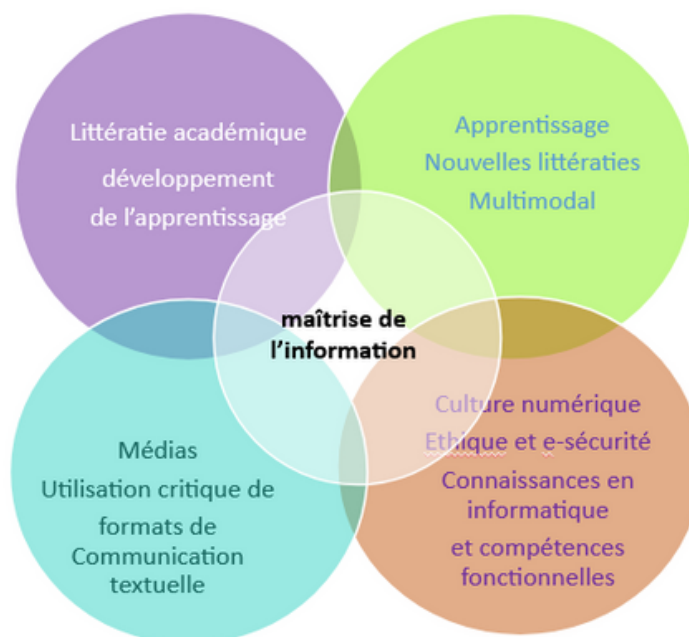 Littératie académique
développement
de l'apprentissage
Apprentissage
Nouvelles littératies
Multimodal
maîtrise de
l'information
Médias
Utilisation critique de
formats de
Communication
textuelle
Culture numérique
Ethique et e-sécurité
Connaissances en
informatique
et compétences
fonctionnelles